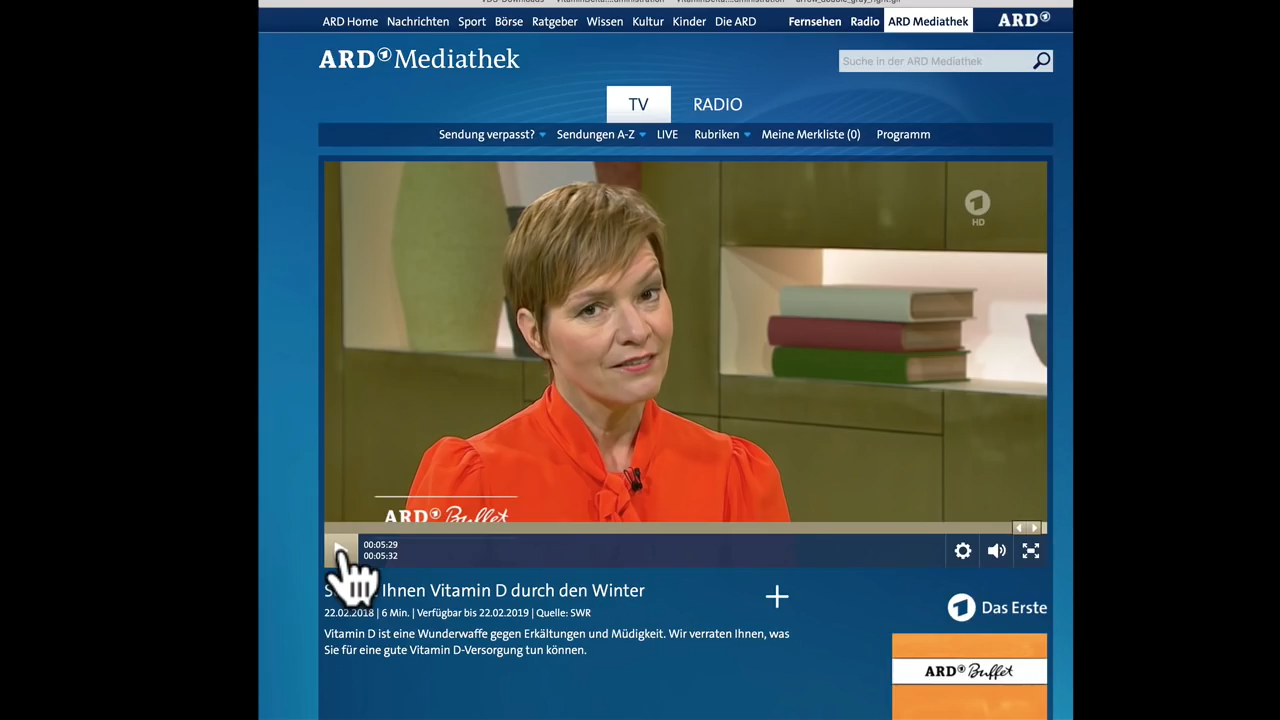 ARD Home Nachrichten Sport Börse Ratgeber Wissen Kultur Kinder Die ARD Fernsehen Radio ARD Mediathek ARD
ARD Mediathek
Suche in der ARD Mediathek
TV RADIO
Sendung verpasst? Sendungen A-Z LIVE Rubriken Meine Merkliste (0) Programm
HD
ARD Buffet
00:05:29
00:05:32
Ihnen Vitamin D durch den Winter
22.02.2018 | 6 Min. | Verfügbar bis 22.02.2019 | Quelle: SWR
Das Erste
Vitamin D ist eine Wunderwaffe gegen Erkältungen und Müdigkeit. Wir verraten Ihnen, was
Sie für eine gute Vitamin D-Versorgung tun können.
ARD Buffet